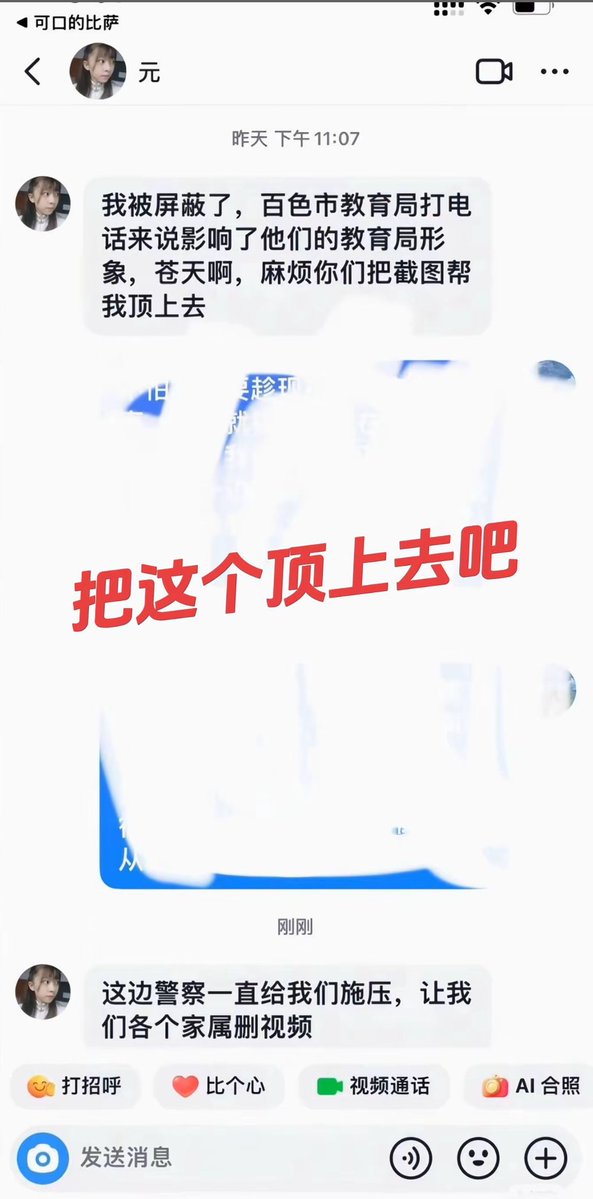 可口的比萨
元
昨天 下午 11:07
我被屏蔽了，百色市教育局打电
话来说影响了他们的教育局形
象，苍天啊，麻烦你们把截图帮
我顶上去
把这个顶上去吧
从
刚刚
这边警察一直给我们施压，让我
们各个家属删视频
打招呼
比个心
视频通话
AI 合照
发送消息